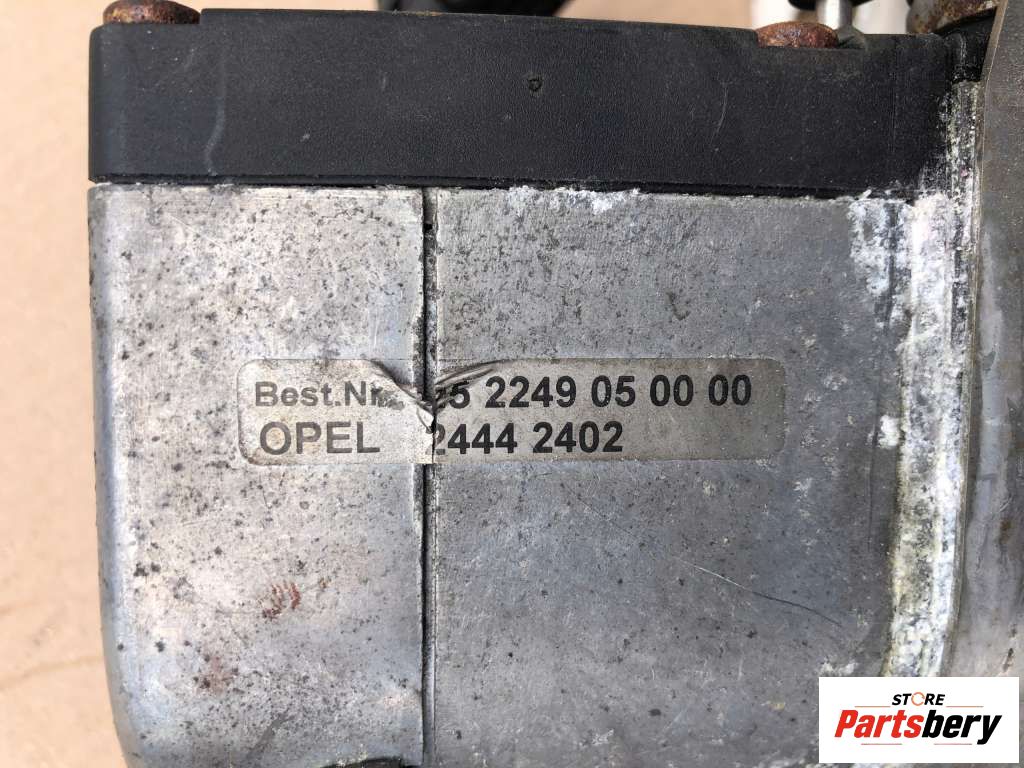 Best.Nr. 2249 05 00 00
OPEL 2444 2402
STORE
Partsbery